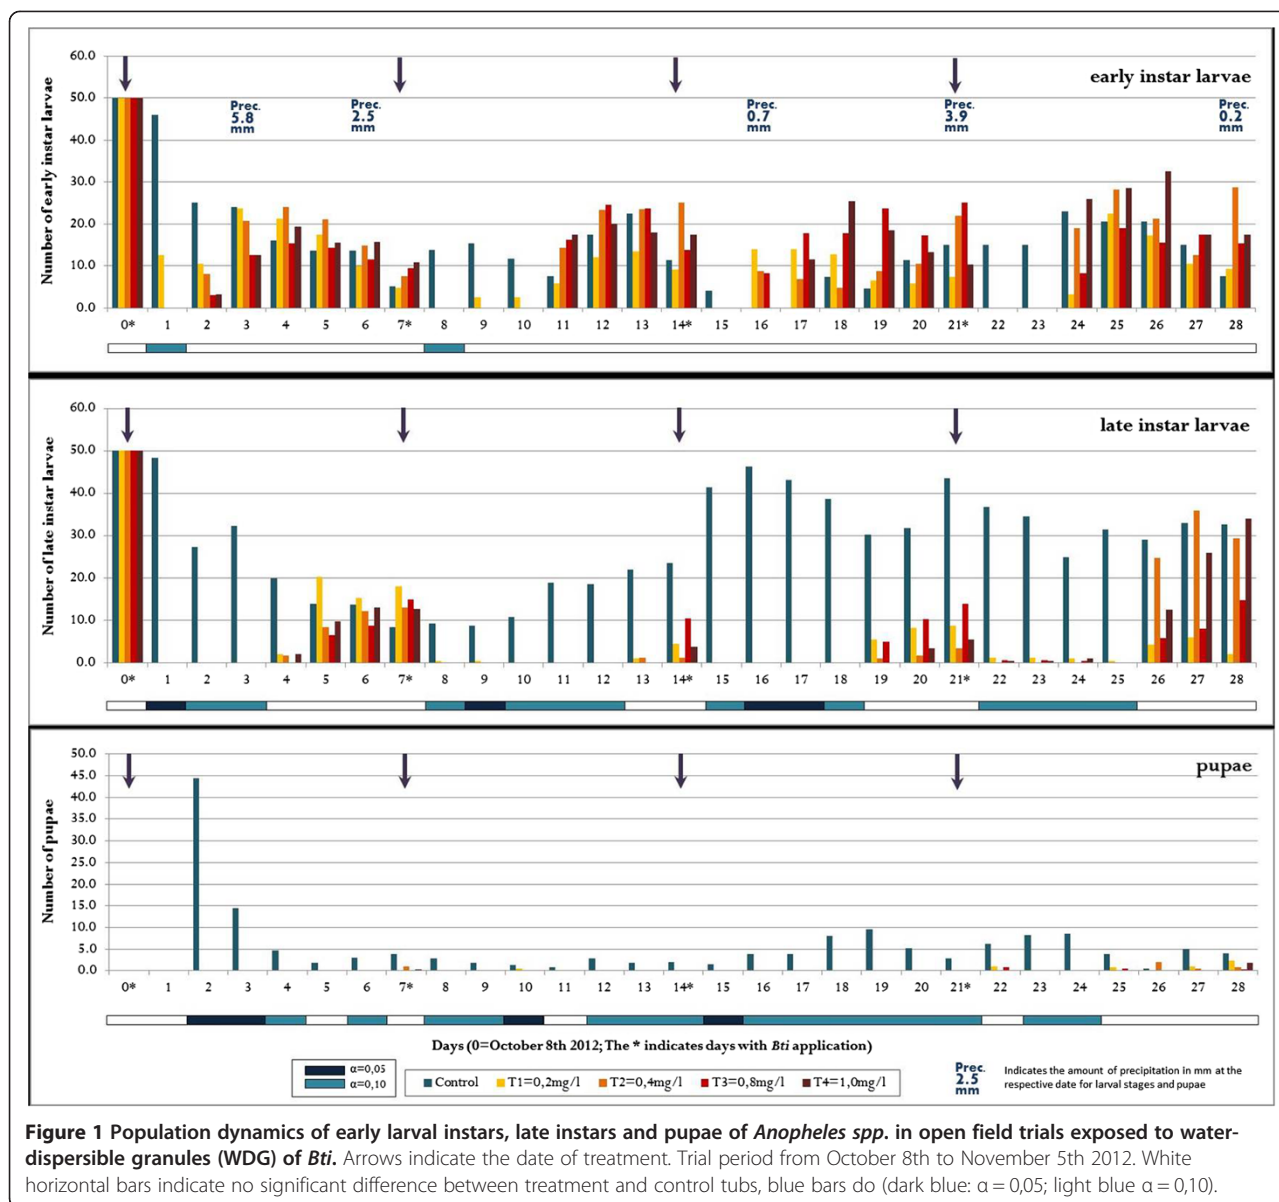 60.0
50.0
40.0
30.0
20.0
10.0
0.0
Number of early instar larvae
early instar larvae
Prec.
5.8
mm
Prec.
2.5
mm
Prec.
0.7
mm
Prec.
3.9
mm
Prec.
0.2
mm
0* 1 2 3 4 5 6 7* 8 9 10 11 12 13 14* 15 16 17 18 19 20 21* 22 23 24 25 26 27 28
60.0
50.0
40.0
30.0
20.0
10.0
0.0
Number of late instar larvae
late instar larvae
0* 1 2 3 4 5 6 7* 8 9 10 11 12 13 14* 15 16 17 18 19 20 21* 22 23 24 25 26 27 28
50.0
45.0
40.0
35.0
30.0
25.0
20.0
15.0
10.0
5.0
0.0
Number of pupae
pupae
0* 1 2 3 4 5 6 7* 8 9 10 11 12 13 14* 15 16 17 18 19 20 21* 22 23 24 25 26 27 28
Days (0=October 8th 2012; The * indicates days with Bti application)
α=0,05
α=0,10
Control T1=0,2mg/l T2=0,4mg/l T3=0,8mg/l T4=1,0mg/l
Prec.
2.5
mm
Indicates the amount of precipitation in mm at the
respective date for larval stages and pupae
Figure 1 Population dynamics of early larval instars, late instars and pupae of Anopheles spp. in open field trials exposed to water-
dispersible granules (WDG) of Bti. Arrows indicate the date of treatment. Trial period from October 8th to November 5th 2012. White
horizontal bars indicate no significant difference between treatment and control tubs, blue bars do (dark blue: α = 0,05; light blue α = 0,10).